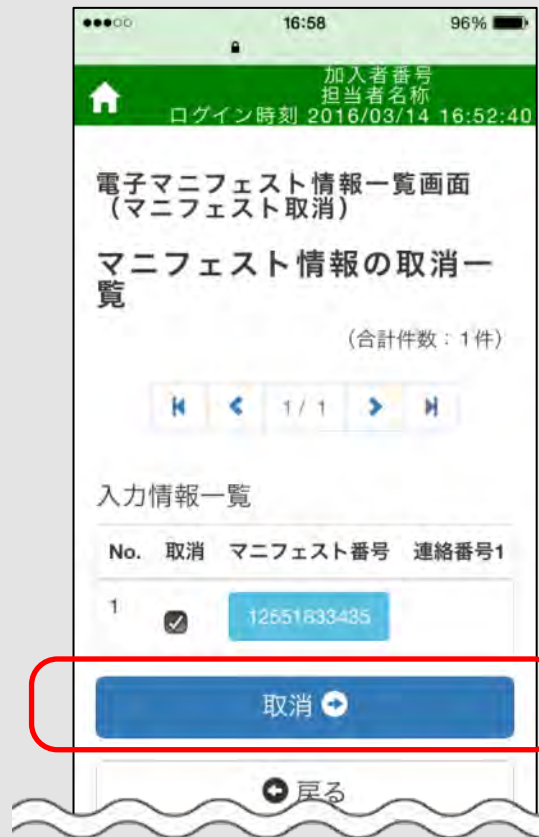 16:58 96%
加入者番号
担当者名称
ログイン時刻 2016/03/14 16:52:40
電子マニフェスト情報一覧画面
（マニフェスト取消）
マニフェスト情報の取消一
覧
(合計件数：1件)
1 / 1
入力情報一覧
No. 取消 マニフェスト番号 連絡番号1
1 12551833435
取消
戻る